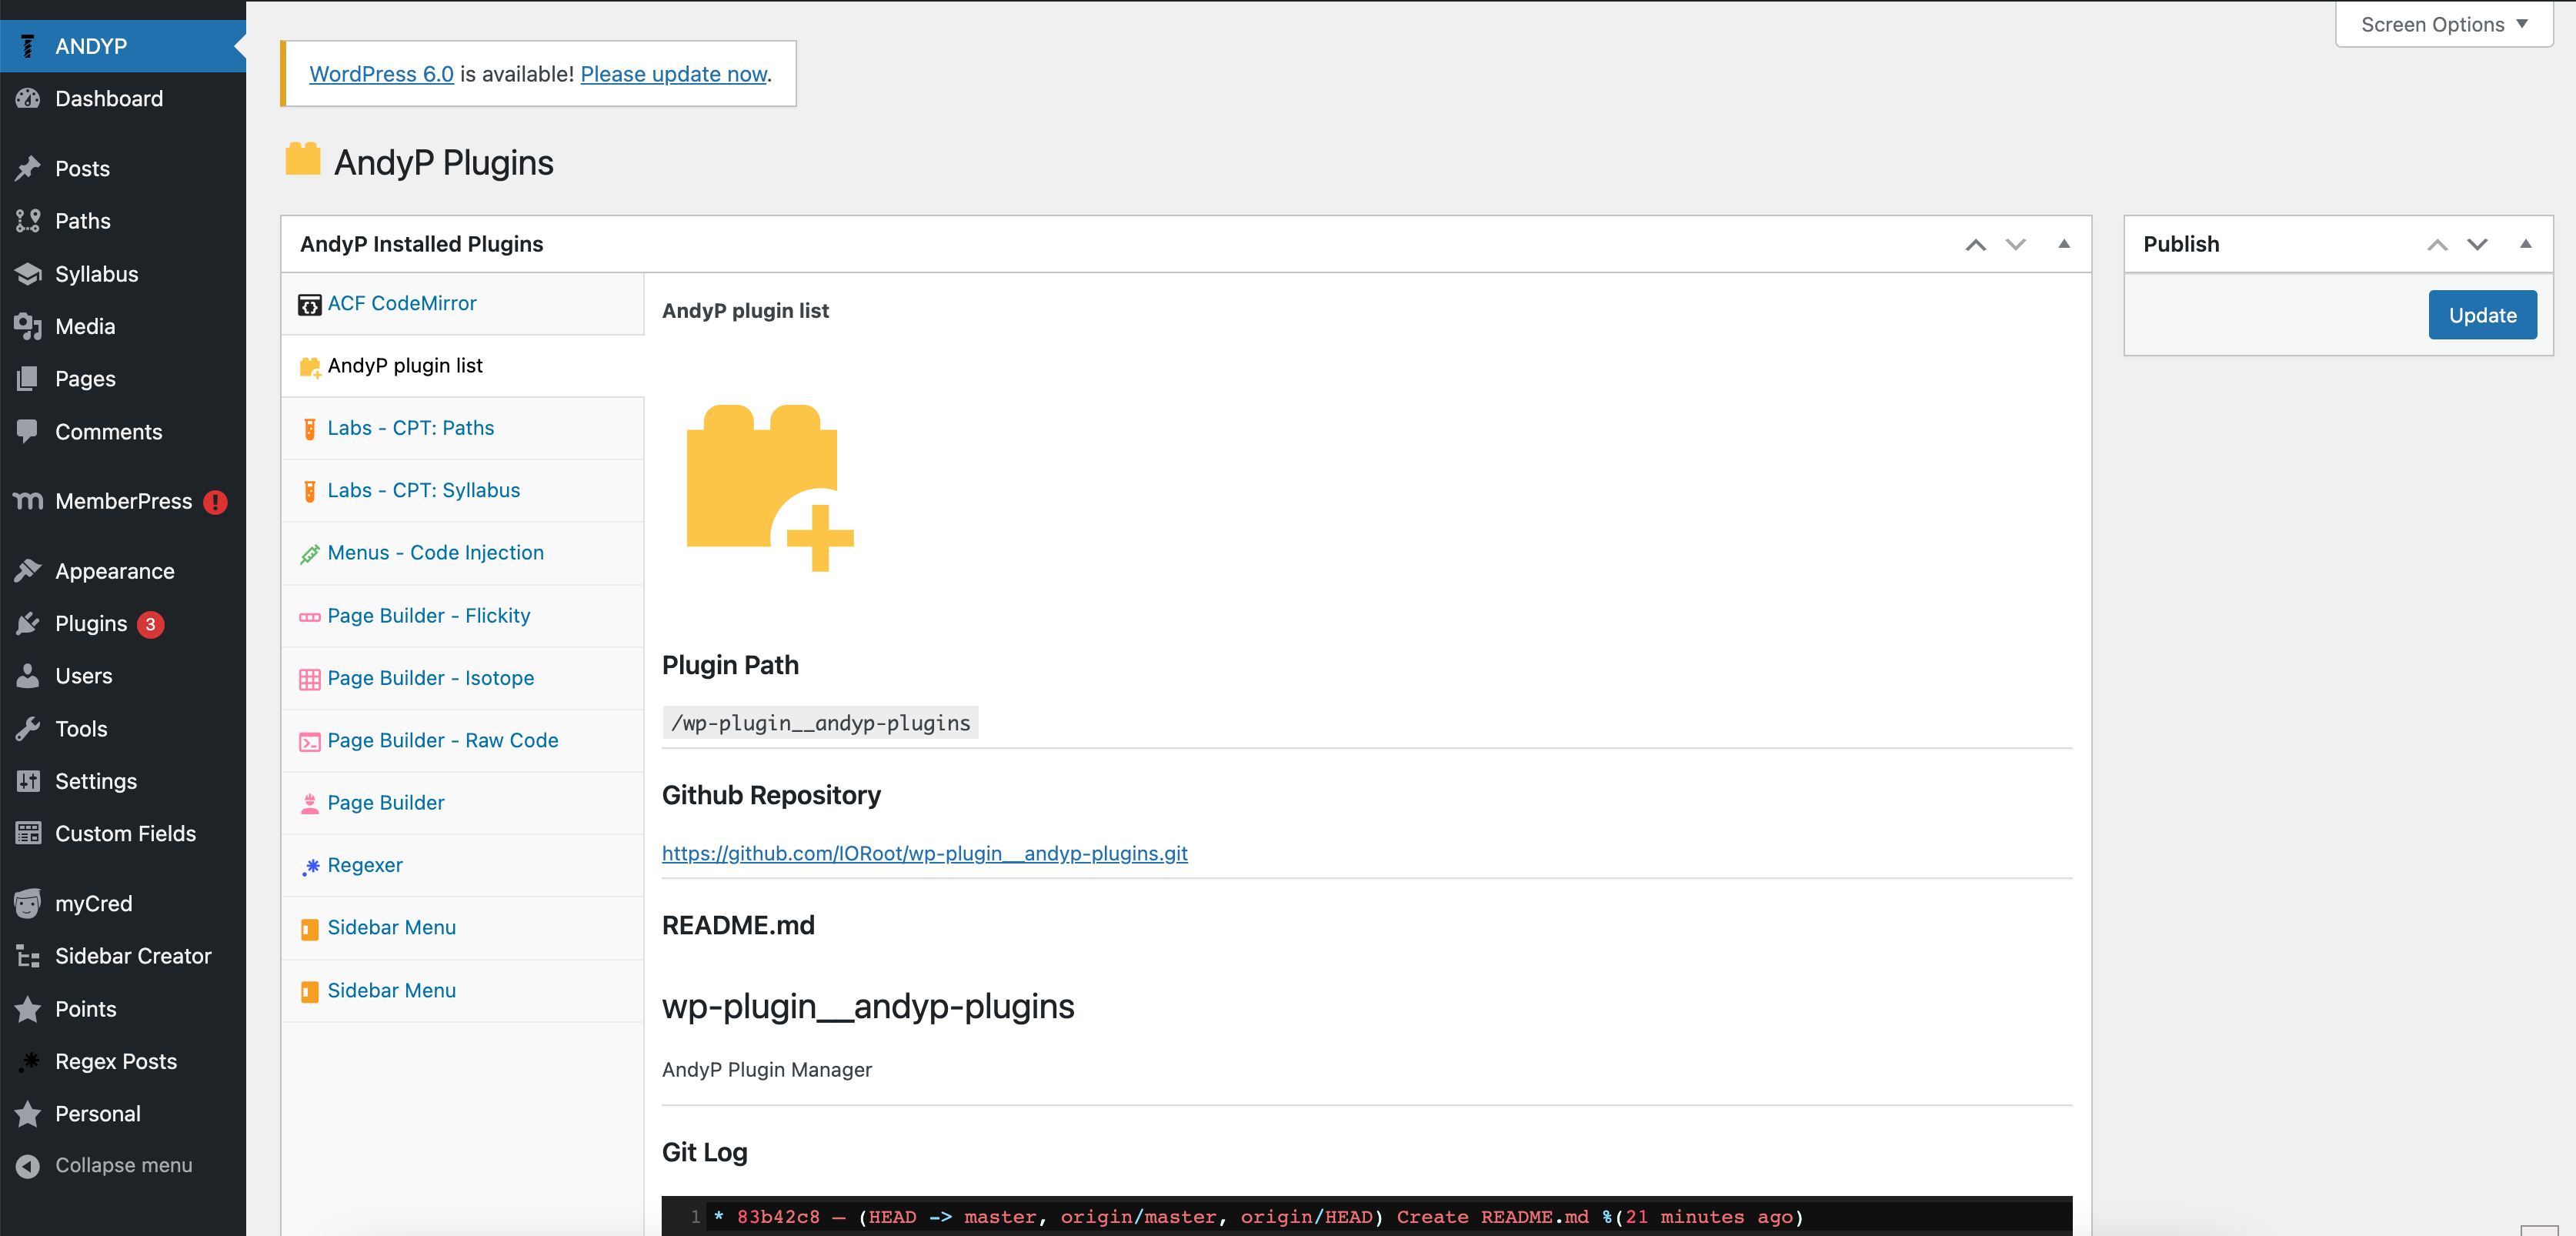 ANDYP
Dashboard
Posts
Paths
Syllabus
Media
Pages
Comments
MemberPress !
Appearance
Plugins 3
Users
Tools
Settings
Custom Fields
myCred
Sidebar Creator
Points
Regex Posts
Personal
Collapse menu
Screen Options
WordPress 6.0 is available! Please update now.
AndyP Plugins
AndyP Installed Plugins
ACF CodeMirror
AndyP plugin list
Labs - CPT: Paths
Labs - CPT: Syllabus
Menus - Code Injection
Page Builder - Flickity
Page Builder - Isotope
Page Builder - Raw Code
Page Builder
Regexer
Sidebar Menu
Sidebar Menu
AndyP plugin list
Plugin Path
/wp-plugin__andyp-plugins
Github Repository
https://github.com/IORoot/wp-plugin__andyp-plugins.git
README.md
wp-plugin__andyp-plugins
AndyP Plugin Manager
Git Log
1 * 83b42c8 – (HEAD -> master, origin/master, origin/HEAD) Create README.md %(21 minutes ago)
Publish
Update